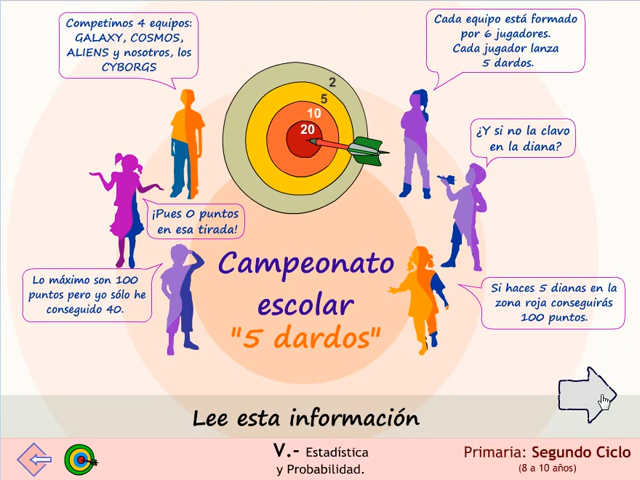 Competimos 4 equipos:
GALAXY, COSMOS,
ALIENS y nosotros, los
CYBORGS
Cada equipo está formado
por 6 jugadores.
Cada jugador lanza
5 dardos.
2
5
10
20
¿Y si no la clavo
en la diana?
¡Pues 0 puntos
en esa tirada!
Lo máximo son 100
puntos pero yo sólo he
conseguido 40.
Campeonato
escolar
"5 dardos"
Si haces 5 dianas en la
zona roja conseguirás
100 puntos.
Lee esta información
V.- Estadística
y Probabilidad.
Primaria: Segundo Ciclo
(8 a 10 años)